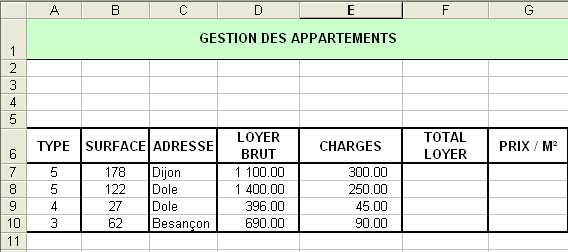 A B C D E F G
1 GESTION DES APPARTEMENTS
2
3
4
5
6 TYPE SURFACE ADRESSE LOYER BRUT CHARGES TOTAL LOYER PRIX / M²
7 5 178 Dijon 1 100.00 300.00
8 5 122 Dole 1 400.00 250.00
9 4 27 Dole 396.00 45.00
10 3 62 Besançon 690.00 90.00
11